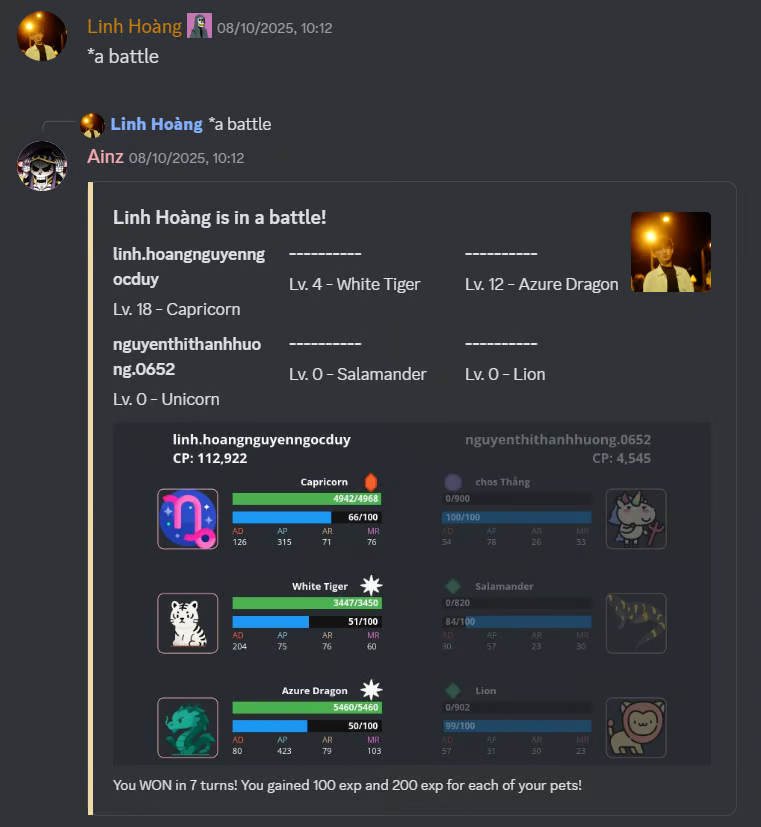 Linh Hoàng 08/10/2025, 10:12
*a battle
Linh Hoàng *a battle
Ainz 08/10/2025, 10:12
Linh Hoàng is in a battle!
linh.hoangnguyenng
ocduy
Lv. 18 - Capricorn
----------
Lv. 4 - White Tiger
----------
Lv. 12 - Azure Dragon
nguyenthithanhhuo
ng.0652
Lv. 0 - Unicorn
----------
Lv. 0 - Salamander
----------
Lv. 0 - Lion
linh.hoangnguyenngocduy
CP: 112,922
nguyenthithanhhuong.0652
CP: 4,545
Capricorn
4942/4968
66/100
AD AP AR MR
126 315 71 76
chos Thắng
0/900
100/100
AD AP AR MR
34 78 26 33
White Tiger
3447/3450
51/100
AD AP AR MR
204 75 76 60
Salamander
0/820
84/100
AD AP AR MR
30 57 23 30
Azure Dragon
5460/5460
50/100
AD AP AR MR
80 423 79 103
Lion
0/902
99/100
AD AP AR MR
57 31 30 23
You WON in 7 turns! You gained 100 exp and 200 exp for each of your pets!